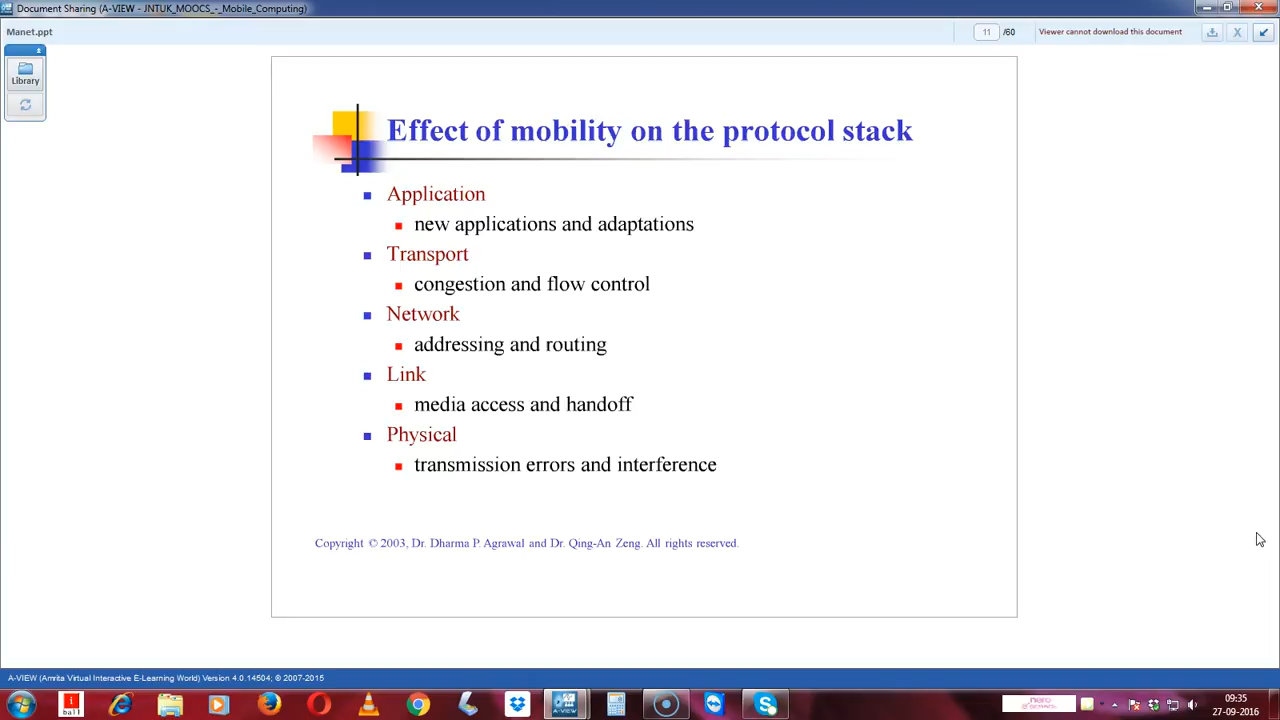 Document Sharing (A-VIEW - JNTUK_MOOCS_-_Mobile_Computing)
Manet.ppt
11 /60
Viewer cannot download this document
Library
Effect of mobility on the protocol stack
Application
new applications and adaptations
Transport
congestion and flow control
Network
addressing and routing
Link
media access and handoff
Physical
transmission errors and interference
Copyright © 2003, Dr. Dharma P. Agrawal and Dr. Qing-An Zeng. All rights reserved.
A-VIEW (Amrita Virtual Interactive E-Learning World) Version 4.0.14504; © 2007-2015
i
ball
A-VIEW
09:35
27-09-2016